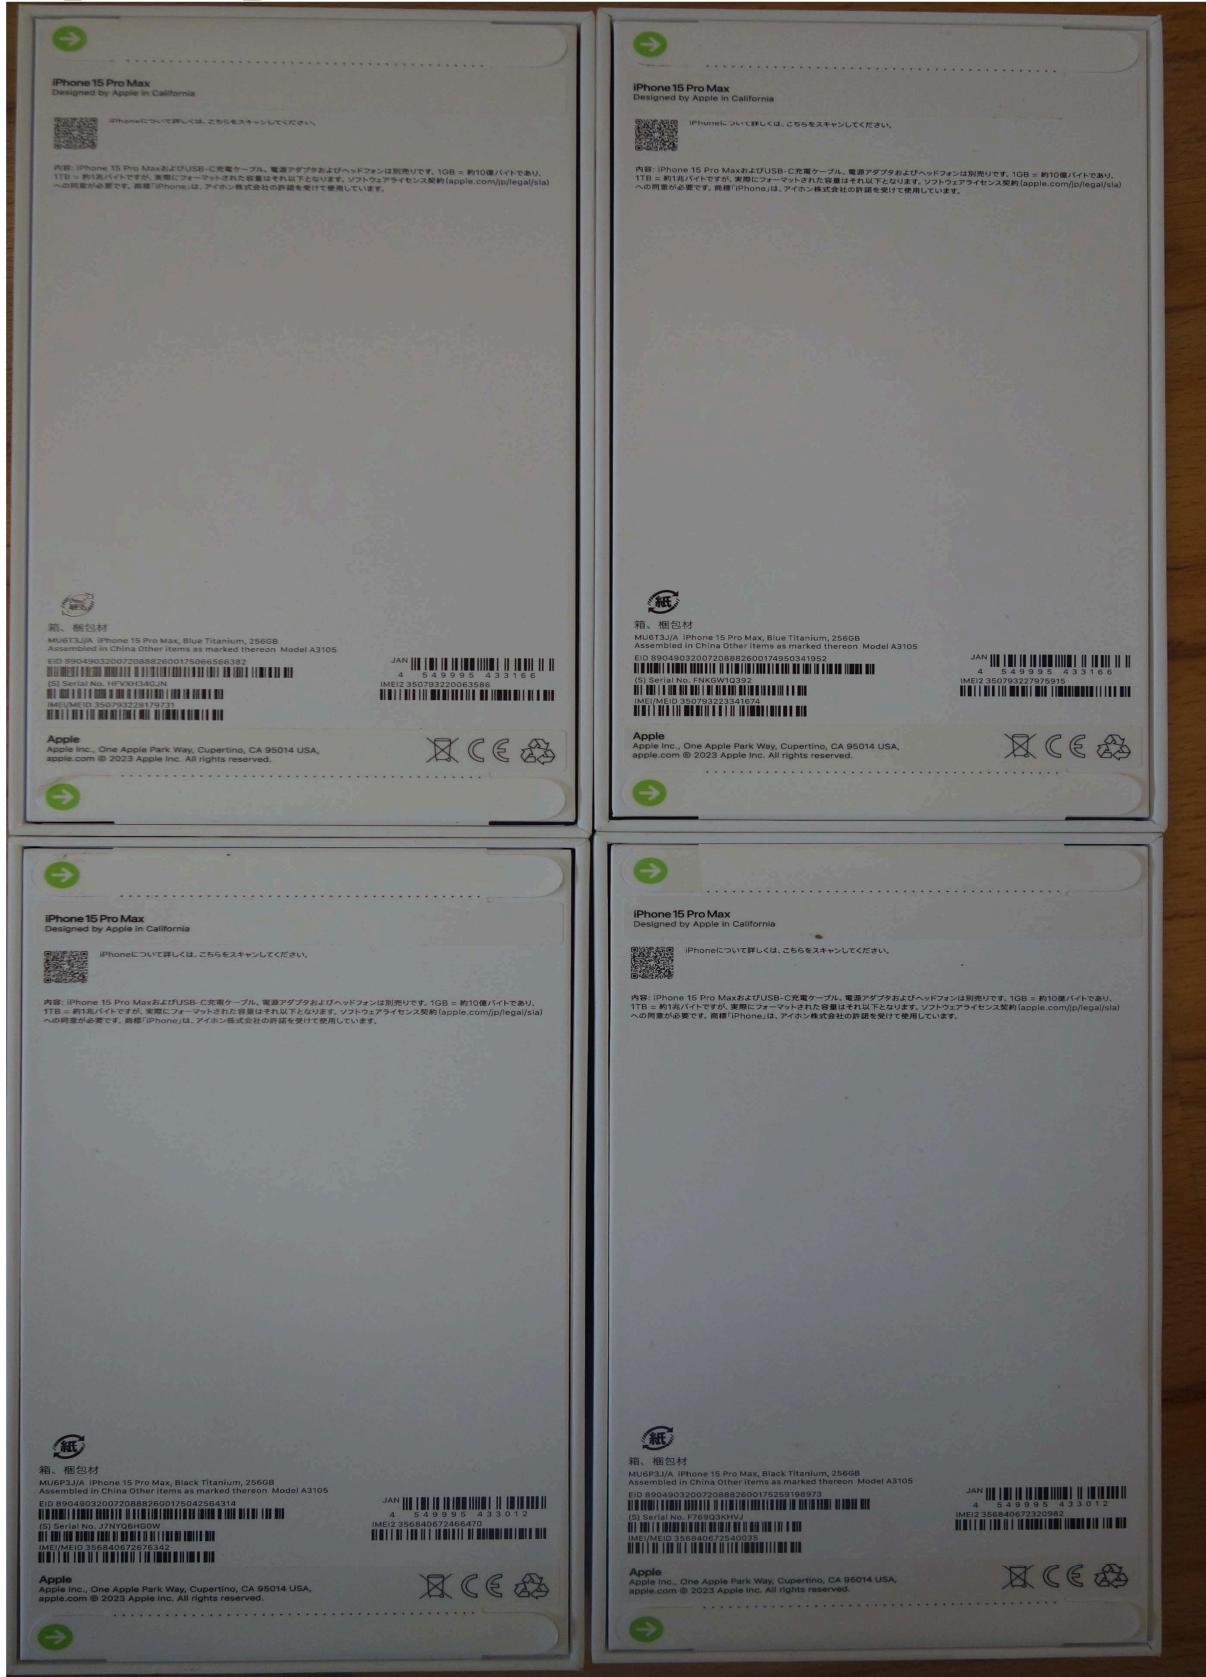 iPhone 15 Pro Max
Designed by Apple in California
iPhoneについて詳しくは、こちらをスキャンしてください。
内容: iPhone 15 Pro MaxおよびUSB-C充電ケーブル。電源アダプタおよびヘッドフォンは別売りです。1GB = 約10億バイトであり、
1TB = 約1兆バイトですが、実際にフォーマットされた容量はそれ以下となります。ソフトウェアライセンス契約(apple.com/jp/legal/sla)
への同意が必要です。商標「iPhone」は、アイホン株式会社の許諾を受けて使用しています。
紙
箱、梱包材
MU6T3J/A iPhone 15 Pro Max, Blue Titanium, 256GB
Assembled in China Other items as marked thereon Model A3105
EID 89049032007208882600175066566382
(S) Serial No. HFVXH34GJN
IMEI/MEID 350793229179731
JAN
4 549995 433166
IMEI2 350793220063586
Apple
Apple Inc., One Apple Park Way, Cupertino, CA 95014 USA,
apple.com © 2023 Apple Inc. All rights reserved.
CE
iPhone 15 Pro Max
Designed by Apple in California
iPhoneについて詳しくは、こちらをスキャンしてください。
内容: iPhone 15 Pro MaxおよびUSB-C充電ケーブル。電源アダプタおよびヘッドフォンは別売りです。1GB = 約10億バイトであり、
1TB = 約1兆バイトですが、実際にフォーマットされた容量はそれ以下となります。ソフトウェアライセンス契約(apple.com/jp/legal/sla)
への同意が必要です。商標「iPhone」は、アイホン株式会社の許諾を受けて使用しています。
紙
箱、梱包材
MU6T3J/A iPhone 15 Pro Max, Blue Titanium, 256GB
Assembled in China Other items as marked thereon Model A3105
EID 89049032007208882600174950341952
(S) Serial No. FNKGW1Q392
IMEI/MEID 350793223341674
JAN
4 549995 433166
IMEI2 350793227975915
Apple
Apple Inc., One Apple Park Way, Cupertino, CA 95014 USA,
apple.com © 2023 Apple Inc. All rights reserved.
CE
iPhone 15 Pro Max
Designed by Apple in California
iPhoneについて詳しくは、こちらをスキャンしてください。
内容: iPhone 15 Pro MaxおよびUSB-C充電ケーブル。電源アダプタおよびヘッドフォンは別売りです。1GB = 約10億バイトであり、
1TB = 約1兆バイトですが、実際にフォーマットされた容量はそれ以下となります。ソフトウェアライセンス契約(apple.com/jp/legal/sla)
への同意が必要です。商標「iPhone」は、アイホン株式会社の許諾を受けて使用しています。
紙
箱、梱包材
MU6P3J/A iPhone 15 Pro Max, Black Titanium, 256GB
Assembled in China Other items as marked thereon Model A3105
EID 89049032007208882600175042564314
(S) Serial No. J7NYQ6HG0W
IMEI/MEID 356840672676342
JAN
4 549995 433012
IMEI2 356840672466470
Apple
Apple Inc., One Apple Park Way, Cupertino, CA 95014 USA,
apple.com © 2023 Apple Inc. All rights reserved.
CE
iPhone 15 Pro Max
Designed by Apple in California
iPhoneについて詳しくは、こちらをスキャンしてください。
内容: iPhone 15 Pro MaxおよびUSB-C充電ケーブル。電源アダプタおよびヘッドフォンは別売りです。1GB = 約10億バイトであり、
1TB = 約1兆バイトですが、実際にフォーマットされた容量はそれ以下となります。ソフトウェアライセンス契約(apple.com/jp/legal/sla)
への同意が必要です。商標「iPhone」は、アイホン株式会社の許諾を受けて使用しています。
紙
箱、梱包材
MU6P3J/A iPhone 15 Pro Max, Black Titanium, 256GB
Assembled in China Other items as marked thereon Model A3105
EID 89049032007208882600175259198973
(S) Serial No. F769Q3KHVJ
IMEI/MEID 356840672540035
JAN
4 549995 433012
IMEI2 356840672320982
Apple
Apple Inc., One Apple Park Way, Cupertino, CA 95014 USA,
apple.com © 2023 Apple Inc. All rights reserved.
CE